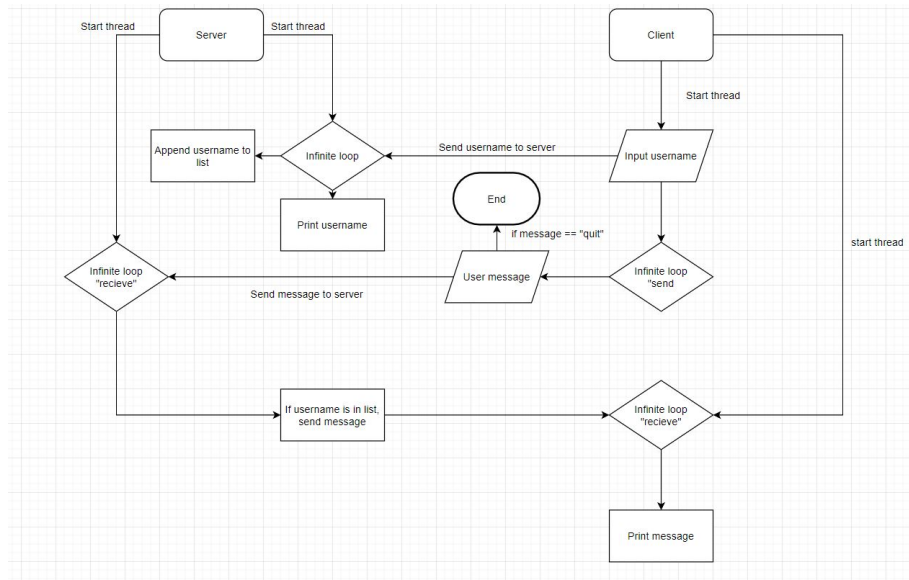 Start thread
Server
Start thread
Client
Start thread
Append username to
list
Infinite loop
Send username to server
Input username
Print username
End
if message == "quit"
start thread
Infinite loop
"recieve"
Send message to server
User message
Infinite loop
"send
If username is in list,
send message
Infinite loop
"recieve"
Print message